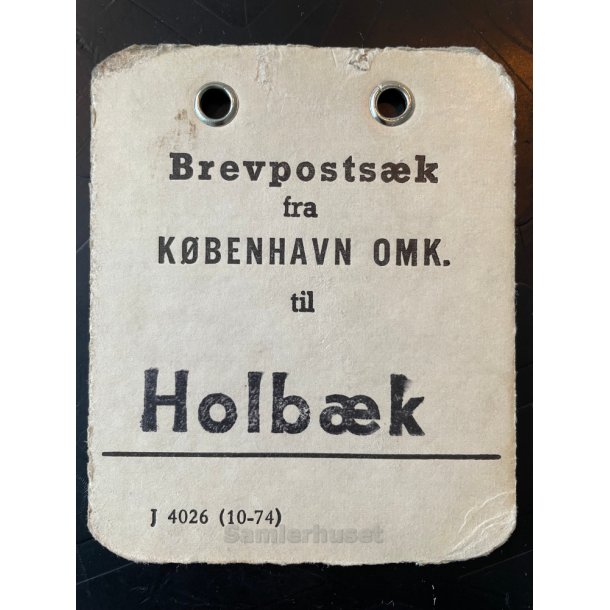 Brevpostsæk
fra
KØBENHAVN OMK.
til
Holbæk
J 4026 (10-74)
Samlerhuset